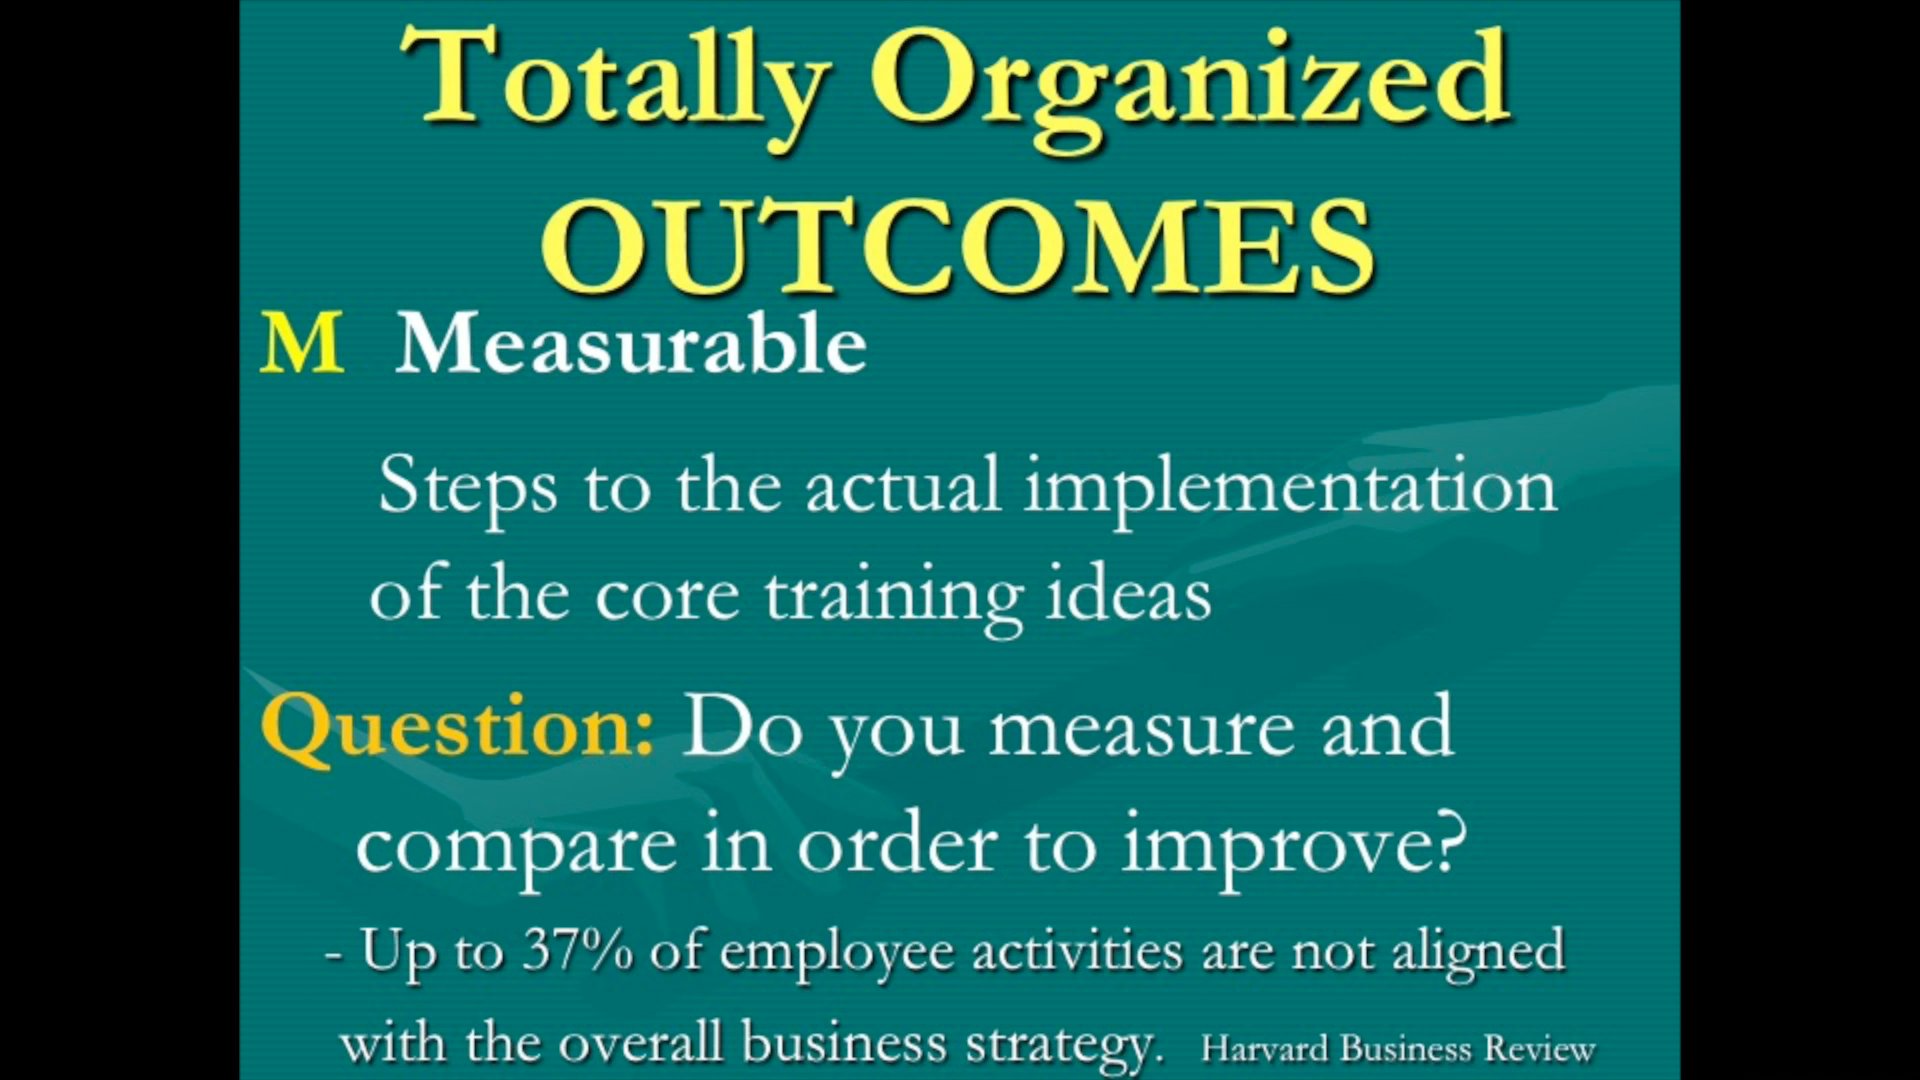 Totally Organized
OUTCOMES
M Measurable
Steps to the actual implementation
of the core training ideas
Question: Do you measure and
compare in order to improve?
- Up to 37% of employee activities are not aligned
with the overall business strategy. Harvard Business Review